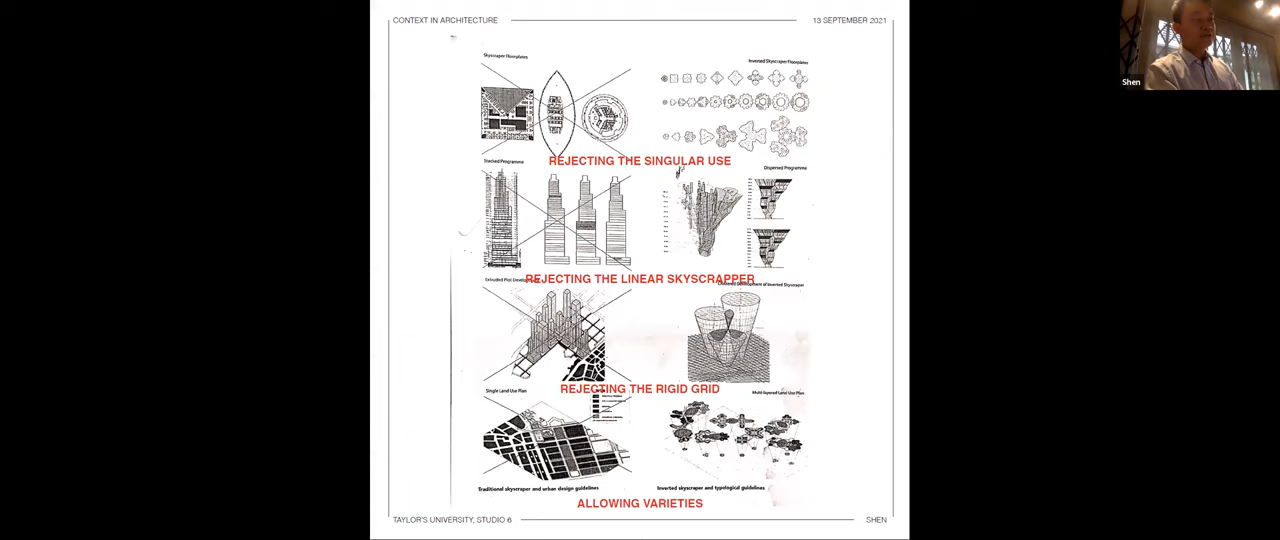 CONTEXT IN ARCHITECTURE
13 SEPTEMBER 2021
Shen
Skyscraper Floorplates
Inverted Skyscraper Floorplates
REJECTING THE SINGULAR USE
Stacked Programme
Dispersed Programme
REJECTING THE LINEAR SKYSCRAPPER
Extruded Plot
Development of Inverted Skyscraper
REJECTING THE RIGID GRID
Single Land Use Plan
Multi-layered Land Use Plan
Traditional skyscraper and urban design guidelines
Inverted skyscraper and typological guidelines
ALLOWING VARIETIES
TAYLOR'S UNIVERSITY, STUDIO 6
SHEN